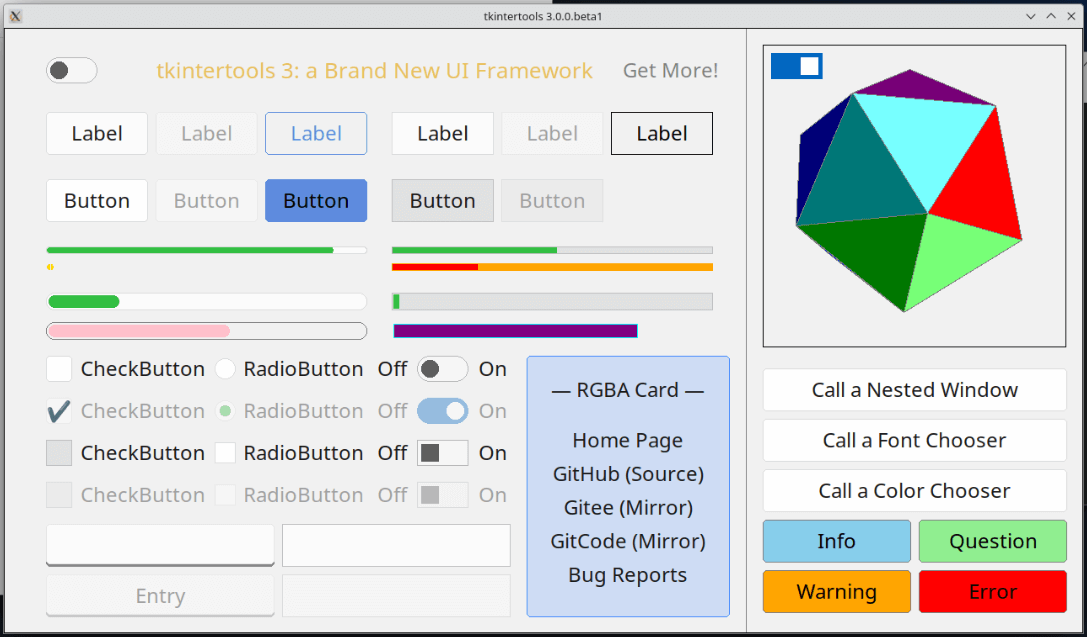 tkintertools 3.0.0.beta1
tkintertools 3: a Brand New UI Framework
Get More!
Label Label Label Label Label Label
Button Button Button Button Button
CheckButton RadioButton Off On
CheckButton RadioButton Off On
CheckButton RadioButton Off On
CheckButton RadioButton Off On
Entry
— RGBA Card —
Home Page
GitHub (Source)
Gitee (Mirror)
GitCode (Mirror)
Bug Reports
Call a Nested Window
Call a Font Chooser
Call a Color Chooser
Info Question
Warning Error